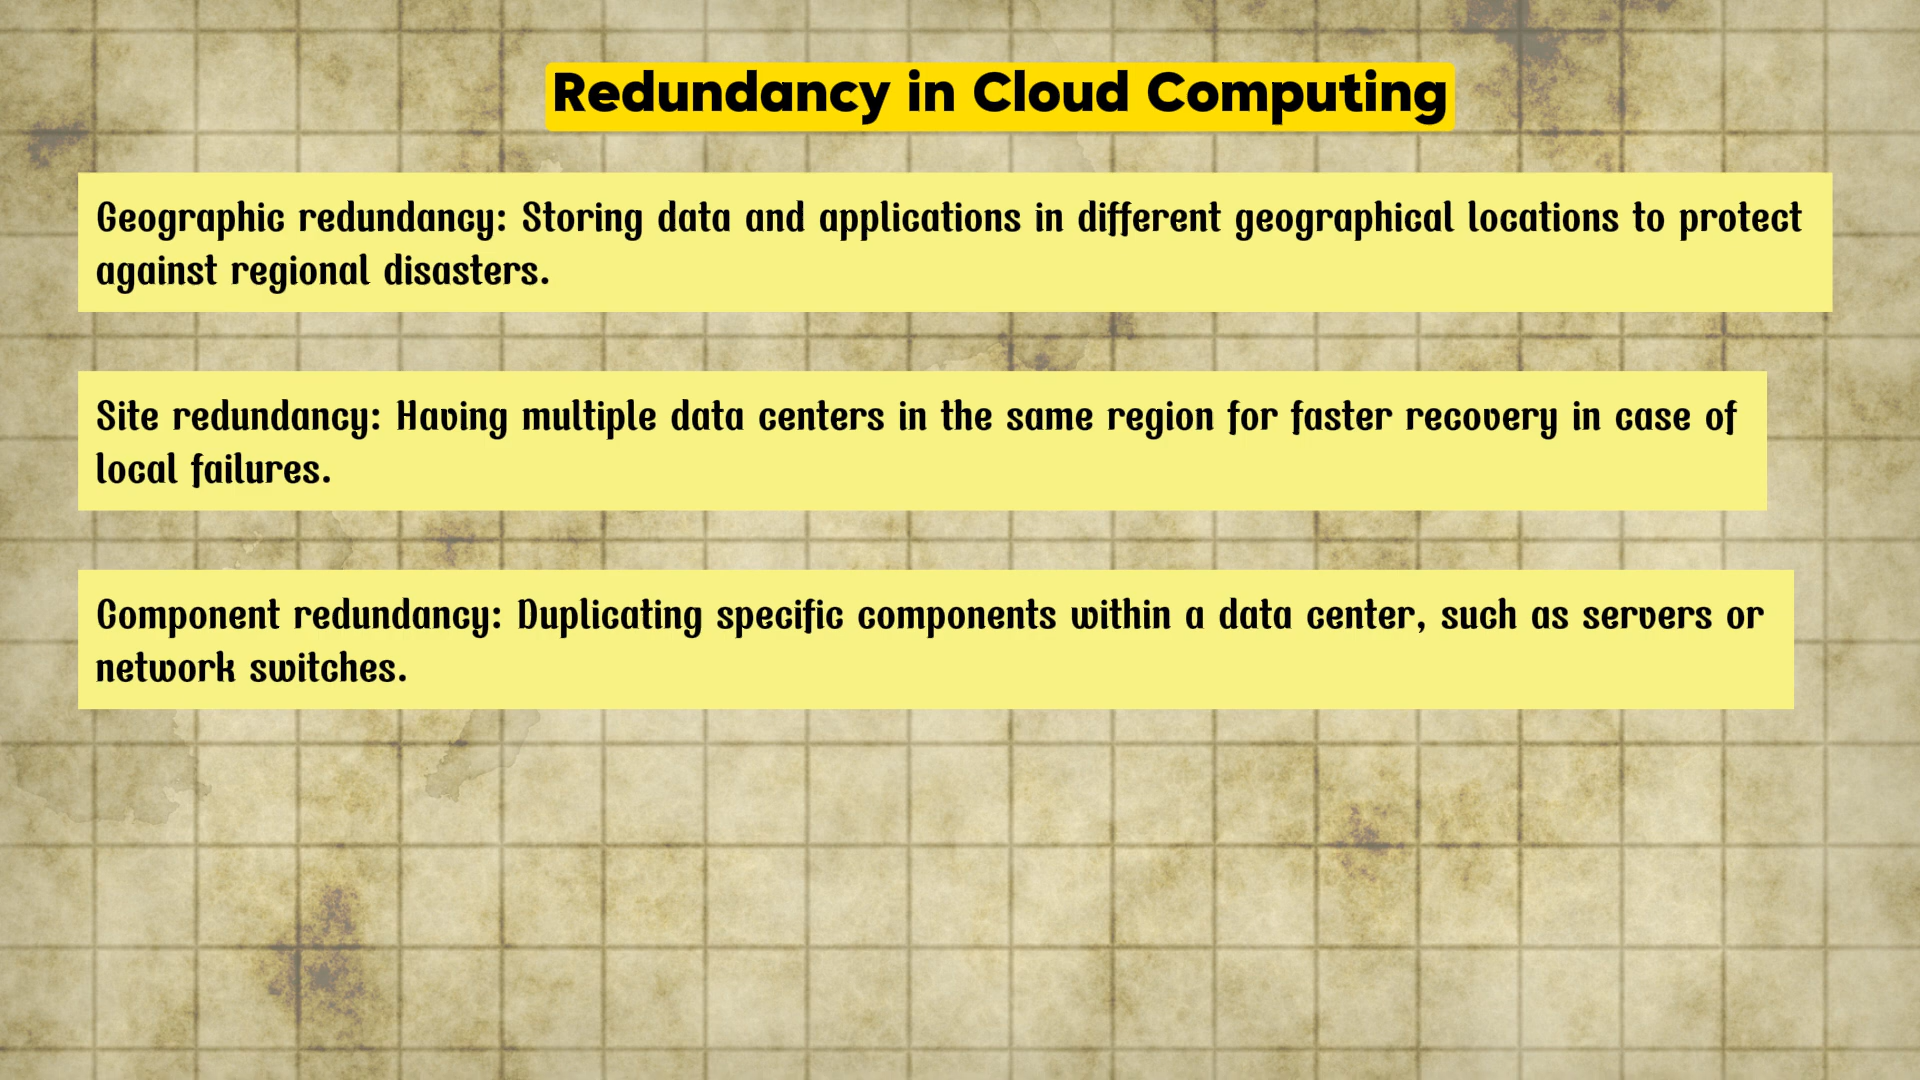 Redundancy in Cloud Computing
Geographic redundancy: Storing data and applications in different geographical locations to protect
against regional disasters.
Site redundancy: Having multiple data centers in the same region for faster recovery in case of
local failures.
Component redundancy: Duplicating specific components within a data center, such as servers or
network switches.